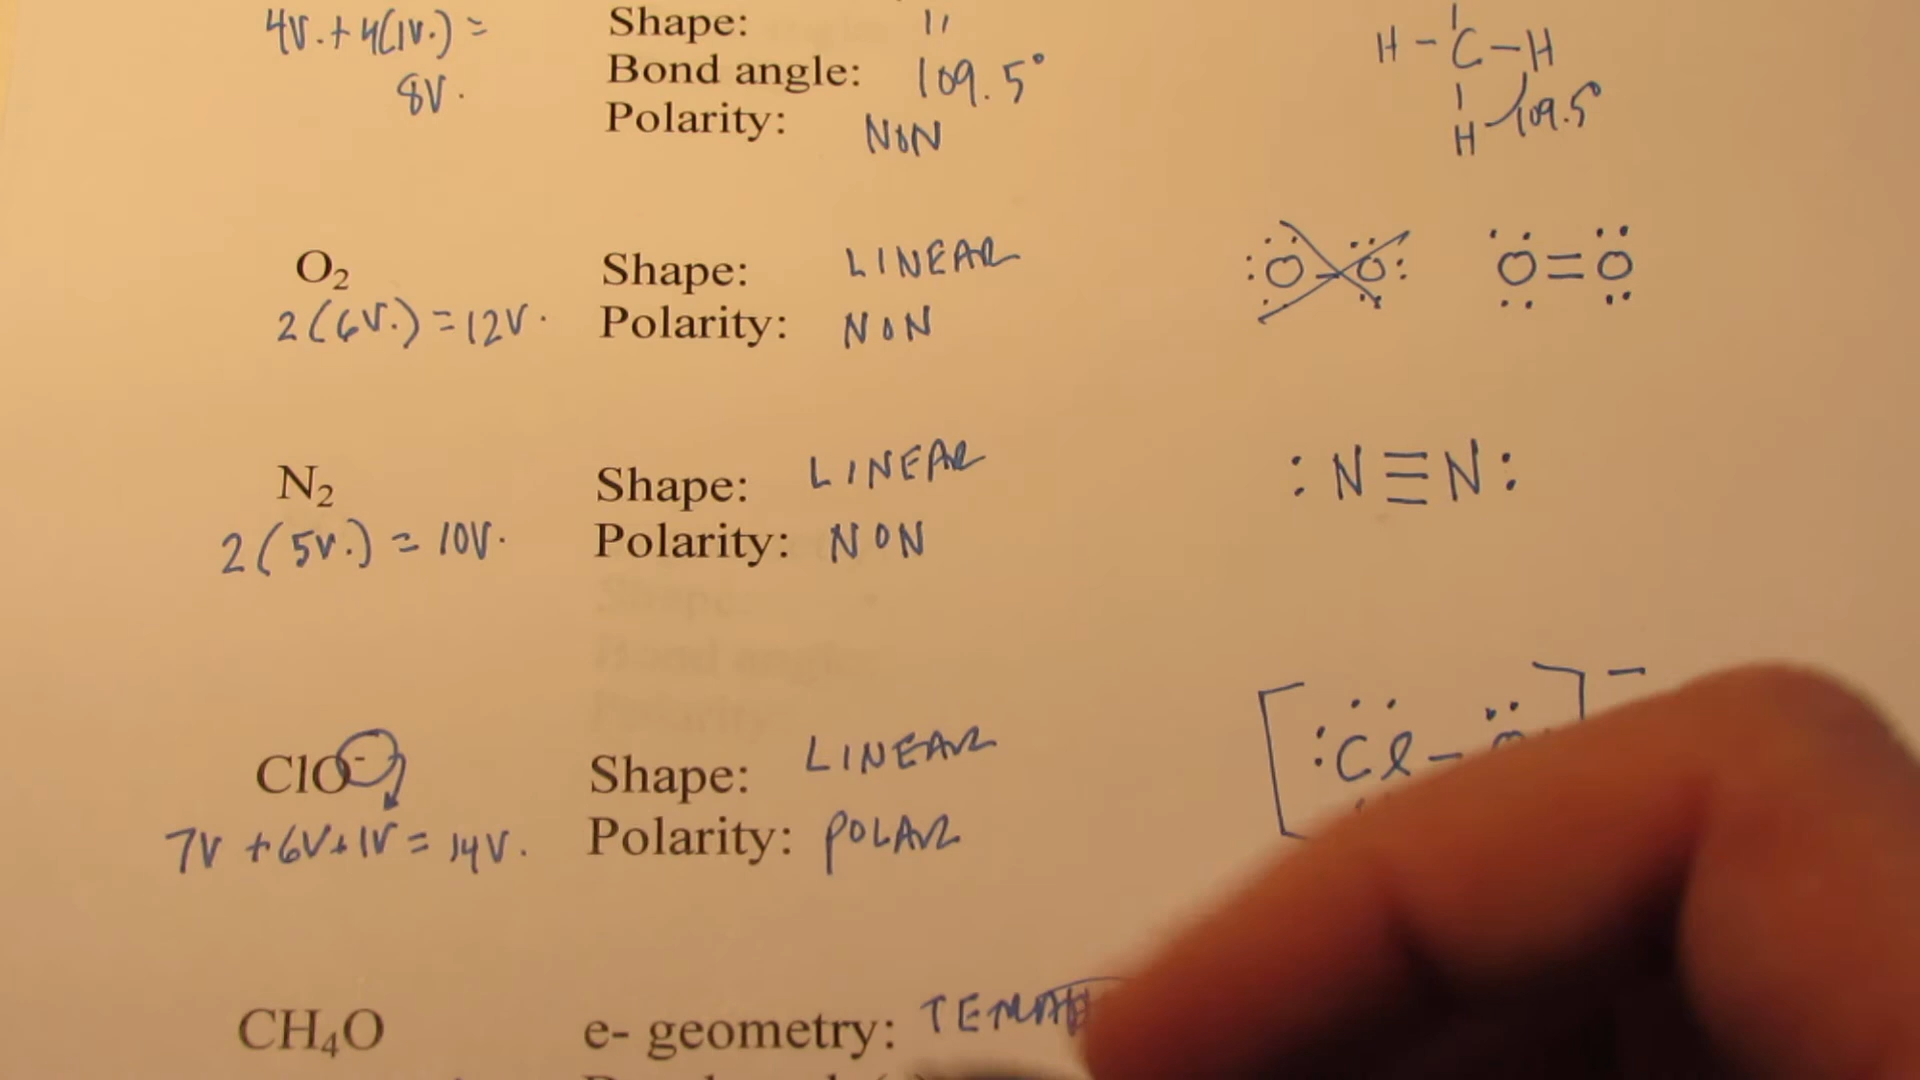 4V. + 4(1V.) = Shape: 11 H - C - H
8V. Bond angle: 109.5° H 109.5°
Polarity: NON
O2 Shape: LINEAR :O-O: O=O
2(6V.) = 12V. Polarity: NON
N2 Shape: LINEAR :N≡N:
2(5V.) = 10V. Polarity: NON
ClO- Shape: LINEAR [:Cl-O ]-
7V + 6V + 1V = 14V. Polarity: POLAR
CH4O e- geometry: